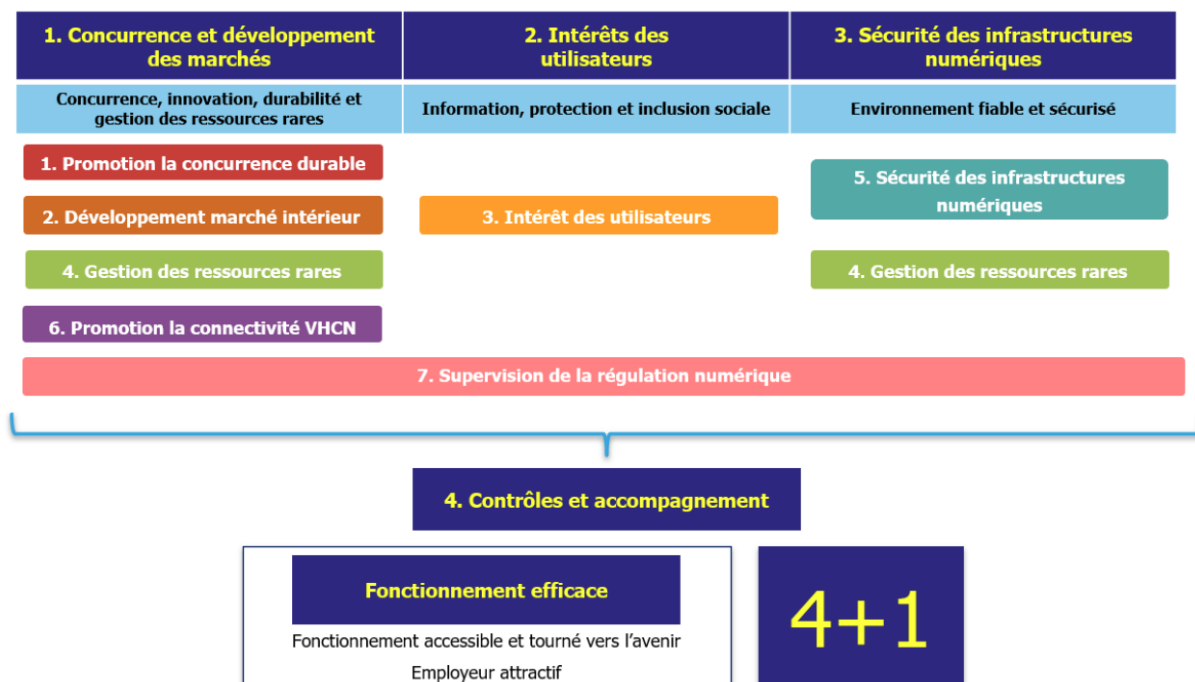 1. Concurrence et développement
des marchés
2. Intérêts des
utilisateurs
3. Sécurité des infrastructures
numériques
Concurrence, innovation, durabilité et
gestion des ressources rares
Information, protection et inclusion sociale
Environnement fiable et sécurisé
1. Promotion la concurrence durable
2. Développement marché intérieur
4. Gestion des ressources rares
6. Promotion la connectivité VHCN
3. Intérêt des utilisateurs
5. Sécurité des infrastructures
numériques
4. Gestion des ressources rares
7. Supervision de la régulation numérique
4. Contrôles et accompagnement
Fonctionnement efficace
Fonctionnement accessible et tourné vers l'avenir
Employeur attractif
4+1